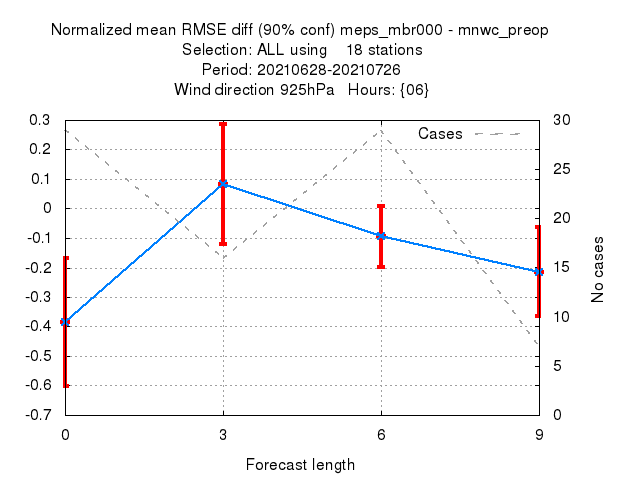 Normalized mean RMSE diff (90% conf) meps_mbr000 - mnwc_preop
Selection: ALL using 18 stations
Period: 20210628-20210726
Wind direction 925hPa Hours: {06}
Cases
0.3
0.2
0.1
0
-0.1
-0.2
-0.3
-0.4
-0.5
-0.6
-0.7
30
25
20
15
10
5
0
No cases
0 3 6 9
Forecast length